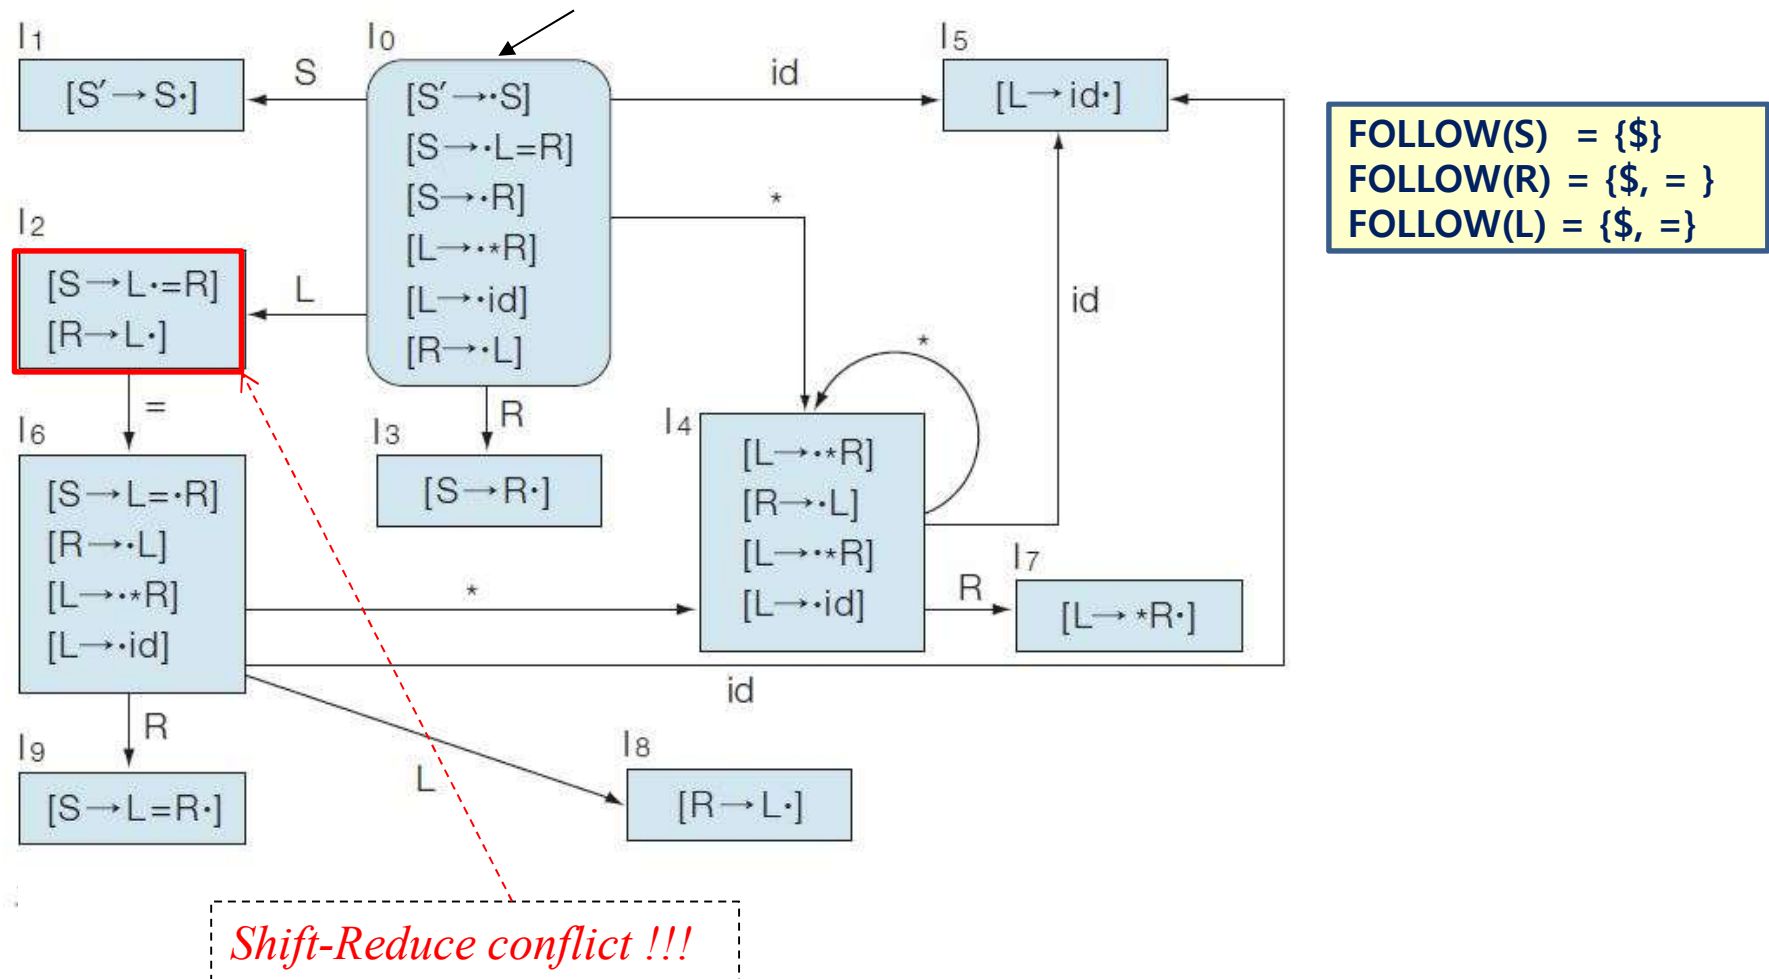 I1
[S′→S·]
S
I0
[S′→·S]
[S→·L=R]
[S→·R]
[L→·*R]
[L→·id]
[R→·L]
id
I5
[L→id·]
FOLLOW(S) = {$}
FOLLOW(R) = {$, = }
FOLLOW(L) = {$, =}
I2
[S→L·=R]
[R→L·]
L
*
id
=
R
I3
[S→R·]
I4
[L→·*R]
[R→·L]
[L→·*R]
[L→·id]
*
I6
[S→L=·R]
[R→·L]
[L→·*R]
[L→·id]
*
R
I7
[L→*R·]
id
R
I9
[S→L=R·]
L
I8
[R→L·]
Shift-Reduce conflict !!!